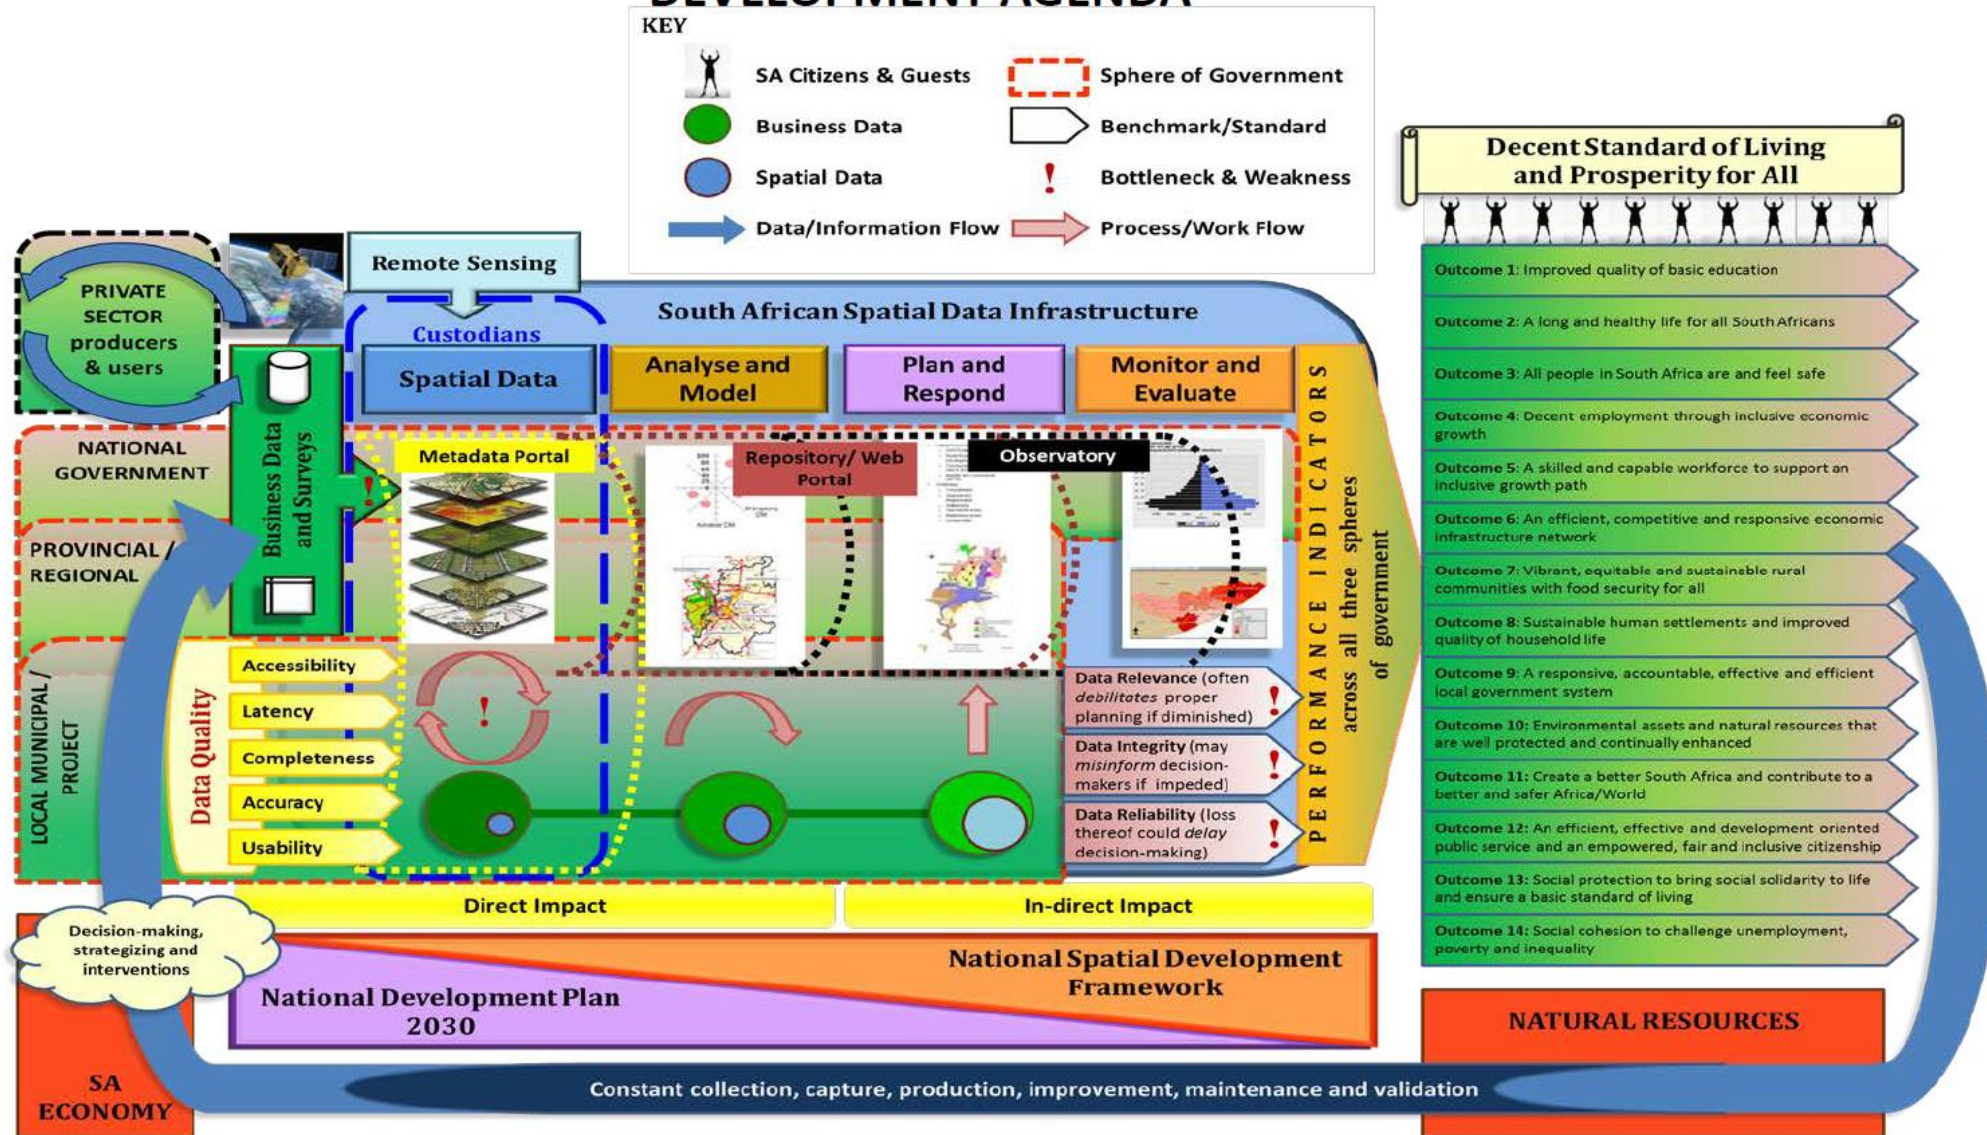 DEVELOPMENT AGENDA
KEY
SA Citizens & Guests
Sphere of Government
Business Data
Benchmark/Standard
Spatial Data
Bottleneck & Weakness
Data/Information Flow
Process/Work Flow
Decent Standard of Living
and Prosperity for All
PRIVATE
SECTOR
producers
& users
Remote Sensing
South African Spatial Data Infrastructure
Custodians
Spatial Data
Analyse and
Model
Plan and
Respond
Monitor and
Evaluate
NATIONAL
GOVERNMENT
PROVINCIAL /
REGIONAL
LOCAL MUNICIPAL /
PROJECT
Business Data
and Surveys
Metadata Portal
Repository/ Web
Portal
Observatory
Data Quality
Accessibility
Latency
Completeness
Accuracy
Usability
Data Relevance (often
debilitates proper
planning if diminished)
Data Integrity (may
misinform decision-
makers if impeded)
Data Reliability (loss
thereof could delay
decision-making)
PERFORMANCE INDICATORS
across all three spheres
of government
Outcome 1: Improved quality of basic education
Outcome 2: A long and healthy life for all South Africans
Outcome 3: All people in South Africa are and feel safe
Outcome 4: Decent employment through inclusive economic
growth
Outcome 5: A skilled and capable workforce to support an
inclusive growth path
Outcome 6: An efficient, competitive and responsive economic
infrastructure network
Outcome 7: Vibrant, equitable and sustainable rural
communities with food security for all
Outcome 8: Sustainable human settlements and improved
quality of household life
Outcome 9: A responsive, accountable, effective and efficient
local government system
Outcome 10: Environmental assets and natural resources that
are well protected and continually enhanced
Outcome 11: Create a better South Africa and contribute to a
better and safer Africa/World
Outcome 12: An efficient, effective and development oriented
public service and an empowered, fair and inclusive citizenship
Outcome 13: Social protection to bring social solidarity to life
and ensure a basic standard of living
Outcome 14: Social cohesion to challenge unemployment,
poverty and inequality
Direct Impact
In-direct Impact
Decision-making,
strategizing and
interventions
National Development Plan
2030
National Spatial Development
Framework
SA
ECONOMY
NATURAL RESOURCES
Constant collection, capture, production, improvement, maintenance and validation